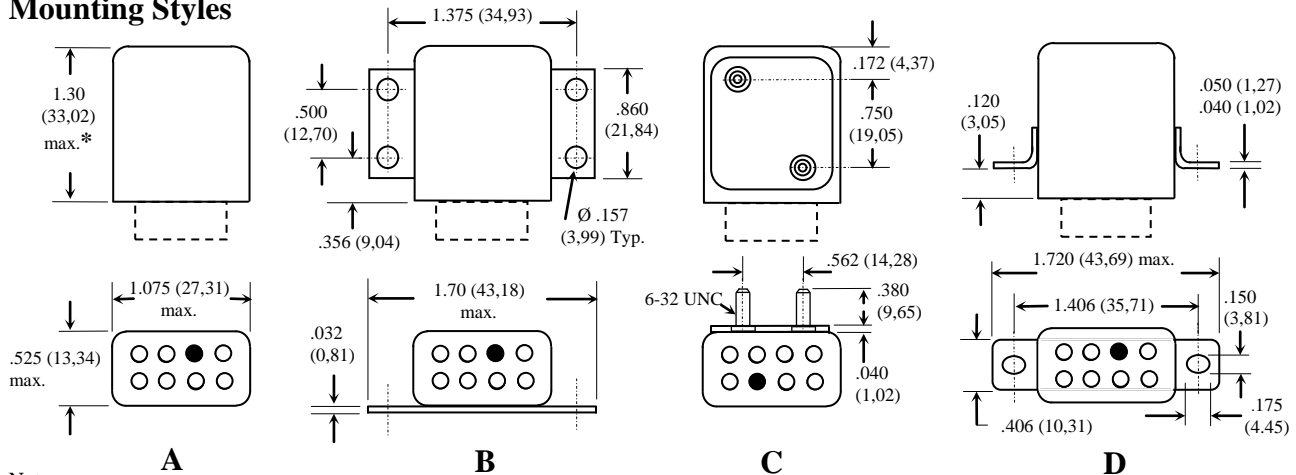 Mounting Styles
1.30
(33,02)
max.*
1.075 (27,31)
max.
.525 (13,34)
max.
A
1.375 (34,93)
.500
(12,70)
.860
(21,84)
.356 (9,04)
Ø .157
(3,99) Typ.
1.70 (43,18)
max.
.032
(0,81)
B
.172 (4,37)
.750
(19,05)
.562 (14,28)
6-32 UNC
.380
(9,65)
.040
(1,02)
C
.120
(3,05)
.050 (1,27)
.040 (1,02)
1.720 (43,69) max.
1.406 (35,71)
.150
(3,81)
.406 (10,31)
.175
(4.45)
D